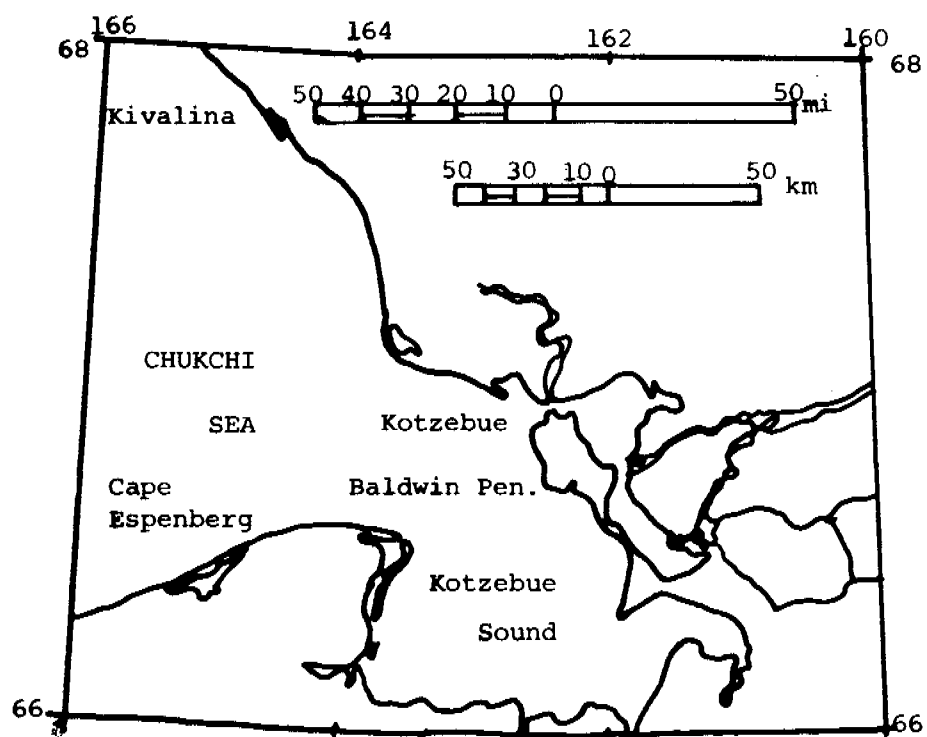 166 164 162 160
68 68
50 40 30 20 10 0 50 mi
Kivalina
50 30 10 0 50 km
CHUKCHI
SEA
Kotzebue
Cape
Espenberg
Baldwin Pen.
Kotzebue
Sound
66 66